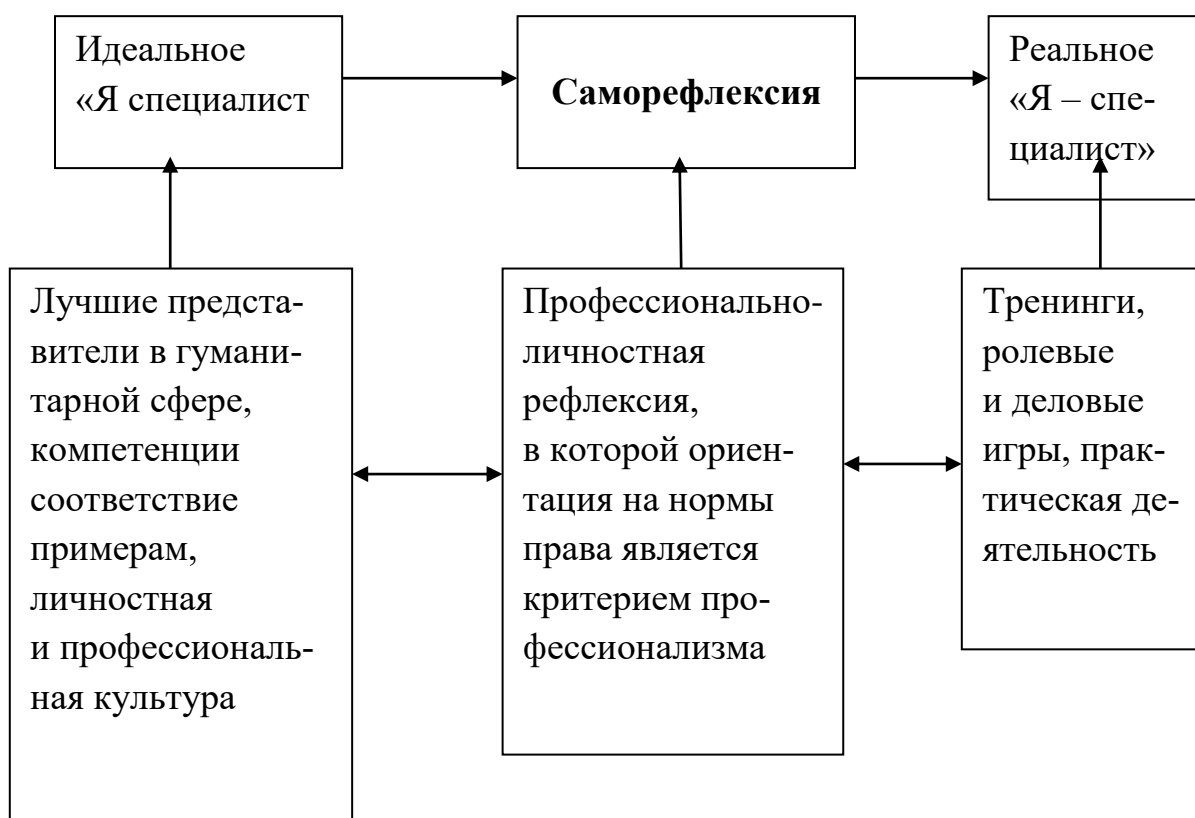 Идеальное
«Я специалист
Саморефлексия
Реальное
«Я – спе-
циалист»
Лучшие предста-
вители в гумани-
тарной сфере,
компетенции
соответствие
примерам,
личностная
и профессиональ-
ная культура
Профессионально-
личностная
рефлексия,
в которой ориен-
тация на нормы
права является
критерием про-
фессионализма
Тренинги,
ролевые
и деловые
игры, прак-
тическая де-
ятельность